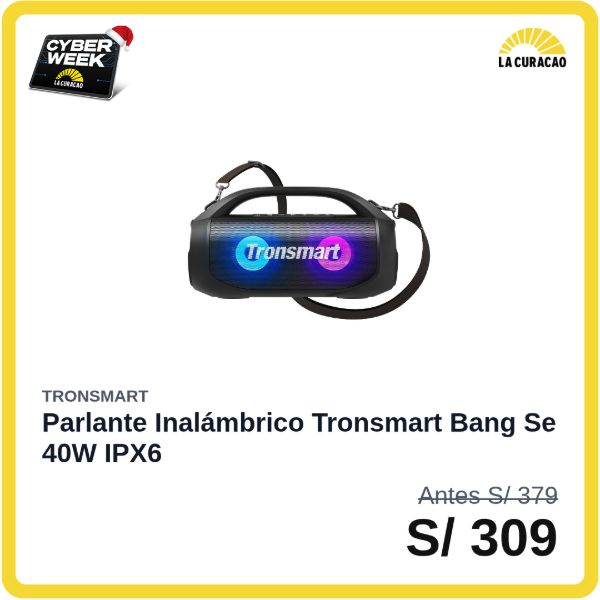 CYBER
WEEK
LA CURACAO
LA CURACAO
Tronsmart
TRONSMART
Parlante Inalámbrico Tronsmart Bang Se
40W IPX6
Antes S/ 379
S/ 309